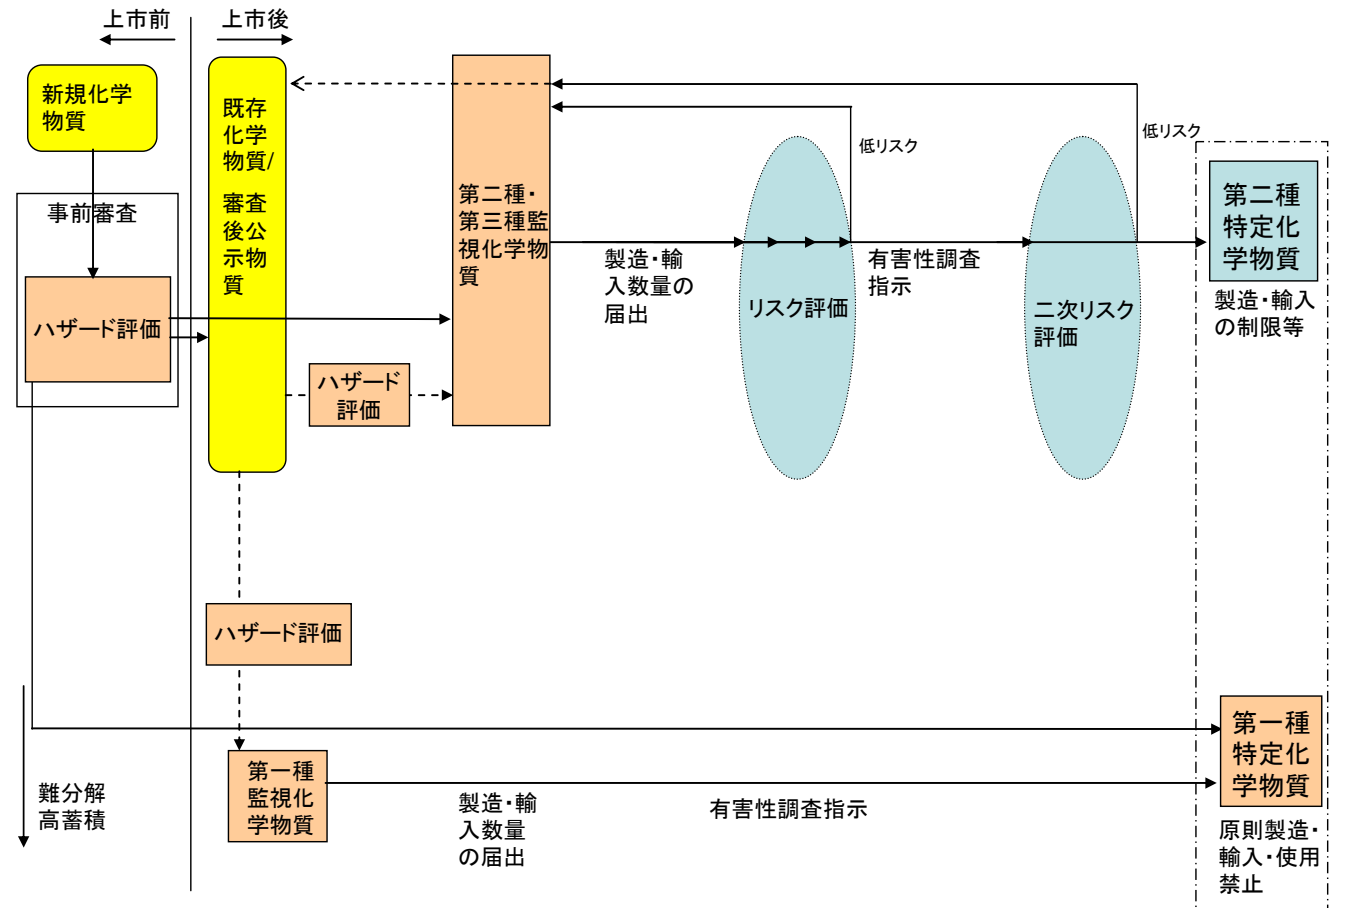 上市前
上市後
新規化学
物質
事前審査
ハザード評価
既存
化学
物質/
審査
後公
示物
質
ハザード
評価
第二種・
第三種監
視化学物
質
製造・輸
入数量の
届出
リスク評価
低リスク
有害性調査
指示
二次リスク
評価
低リスク
第二種
特定化
学物質
製造・輸入
の制限等
ハザード評価
難分解
高蓄積
第一種
監視化
学物質
製造・輸
入数量
の届出
有害性調査指示
第一種
特定化
学物質
原則製造・
輸入・使用
禁止